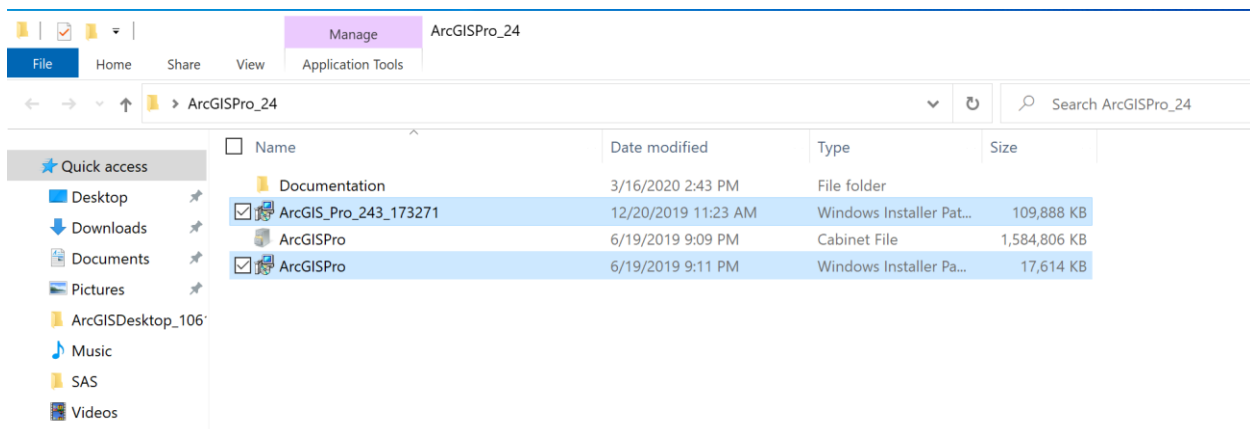 Manage
ArcGISPro_24
File Home Share View Application Tools
ArcGISPro_24
Search ArcGISPro_24
Name Date modified Type Size
Quick access
Desktop
Downloads
Documents
Pictures
ArcGISDesktop_106
Music
SAS
Videos
Documentation 3/16/2020 2:43 PM File folder
ArcGIS_Pro_243_173271 12/20/2019 11:23 AM Windows Installer Pat... 109,888 KB
ArcGISPro 6/19/2019 9:09 PM Cabinet File 1,584,806 KB
ArcGISPro 6/19/2019 9:11 PM Windows Installer Pa... 17,614 KB